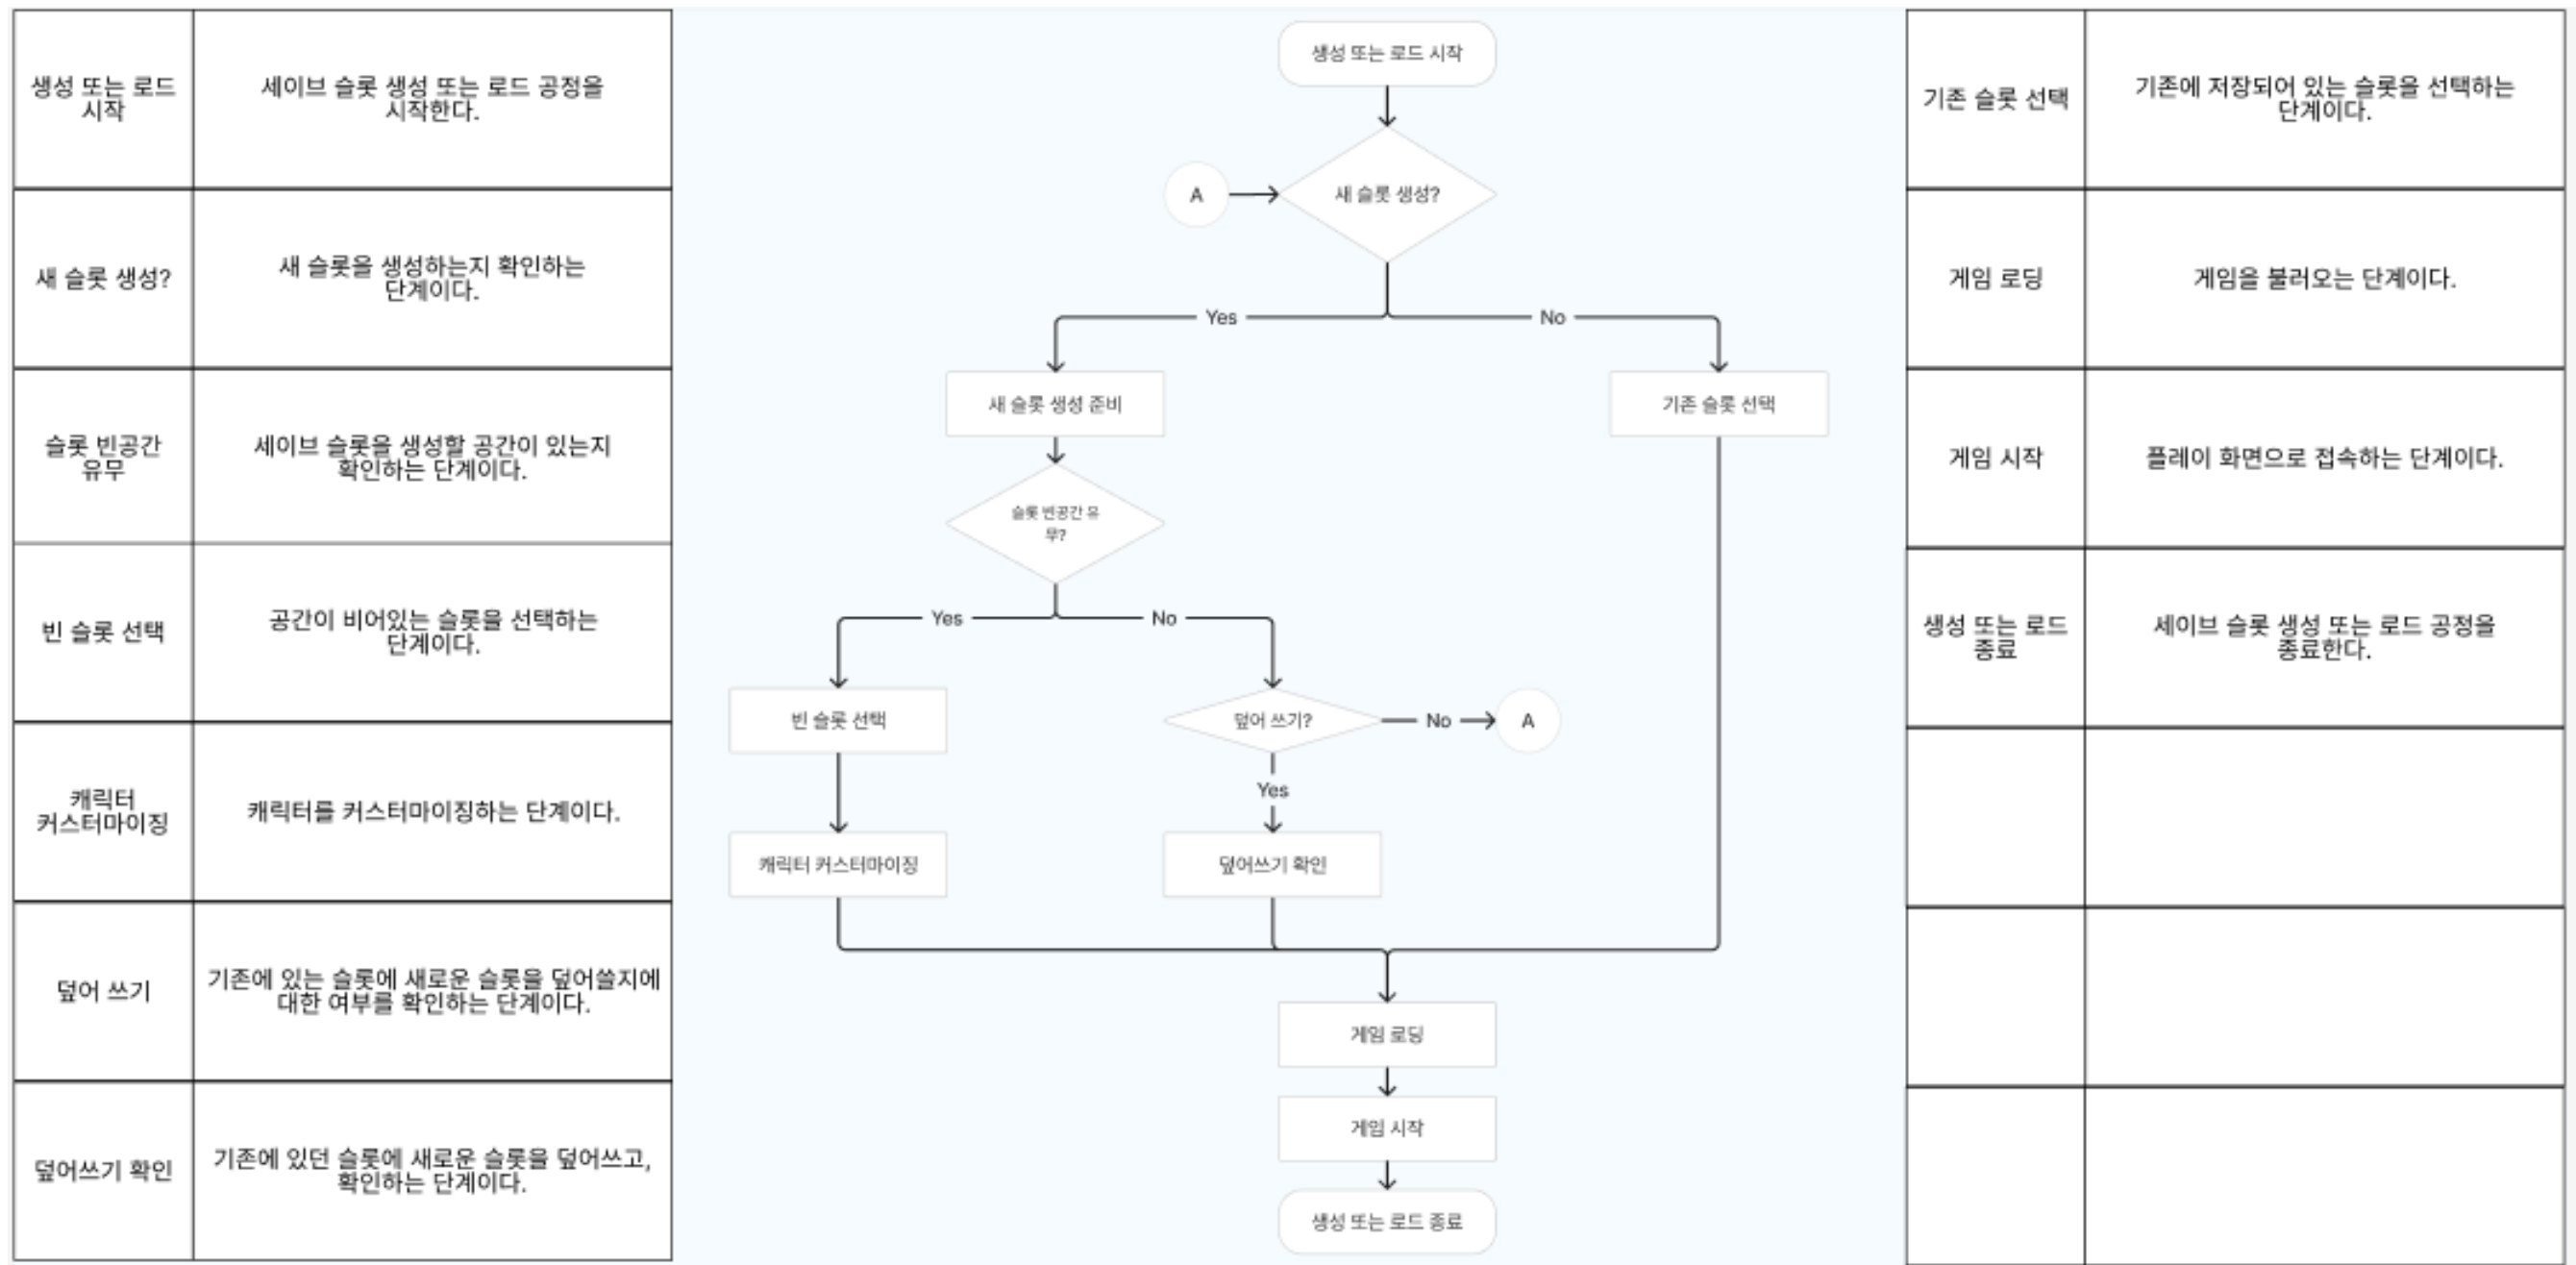 생성 또는 로드
시작
세이브 슬롯 생성 또는 로드 공정을
시작한다.
새 슬롯 생성?
새 슬롯을 생성하는지 확인하는
단계이다.
슬롯 빈공간
유무
세이브 슬롯을 생성할 공간이 있는지
확인하는 단계이다.
빈 슬롯 선택
공간이 비어있는 슬롯을 선택하는
단계이다.
캐릭터
커스터마이징
캐릭터를 커스터마이징하는 단계이다.
덮어 쓰기
기존에 있는 슬롯에 새로운 슬롯을 덮어쓸지에
대한 여부를 확인하는 단계이다.
덮어쓰기 확인
기존에 있던 슬롯에 새로운 슬롯을 덮어쓰고,
확인하는 단계이다.
생성 또는 로드 시작
A
새 슬롯 생성?
Yes
No
새 슬롯 생성 준비
기존 슬롯 선택
슬롯 빈공간 유
무?
Yes
No
빈 슬롯 선택
덮어 쓰기?
No
A
Yes
캐릭터 커스터마이징
덮어쓰기 확인
게임 로딩
게임 시작
생성 또는 로드 종료
기존 슬롯 선택
기존에 저장되어 있는 슬롯을 선택하는
단계이다.
게임 로딩
게임을 불러오는 단계이다.
게임 시작
플레이 화면으로 접속하는 단계이다.
생성 또는 로드
종료
세이브 슬롯 생성 또는 로드 공정을
종료한다.